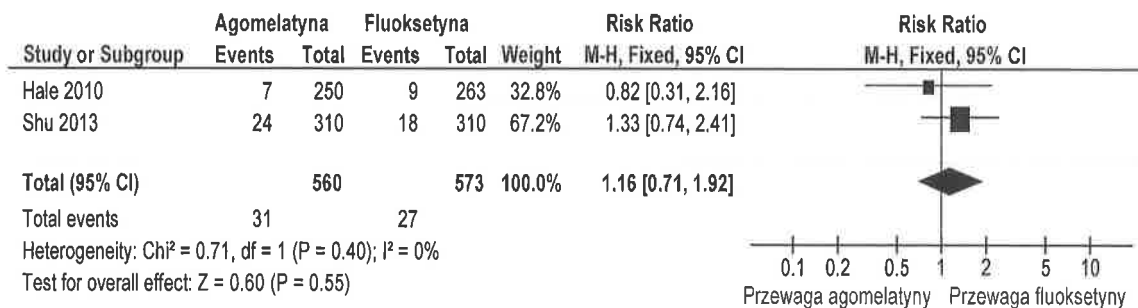 Agomelatyna Fluoksetyna Risk Ratio Risk Ratio
Study or Subgroup Events Total Events Total Weight M-H, Fixed, 95% CI M-H, Fixed, 95% CI
Hale 2010 7 250 9 263 32.8% 0.82 [0.31, 2.16]
Shu 2013 24 310 18 310 67.2% 1.33 [0.74, 2.41]
Total (95% CI) 560 573 100.0% 1.16 [0.71, 1.92]
Total events 31 27
Heterogeneity: Chi² = 0.71, df = 1 (P = 0.40); I² = 0%
Test for overall effect: Z = 0.60 (P = 0.55)
0.1 0.2 0.5 1 2 5 10
Przewaga agomelatyny Przewaga fluoksetyny